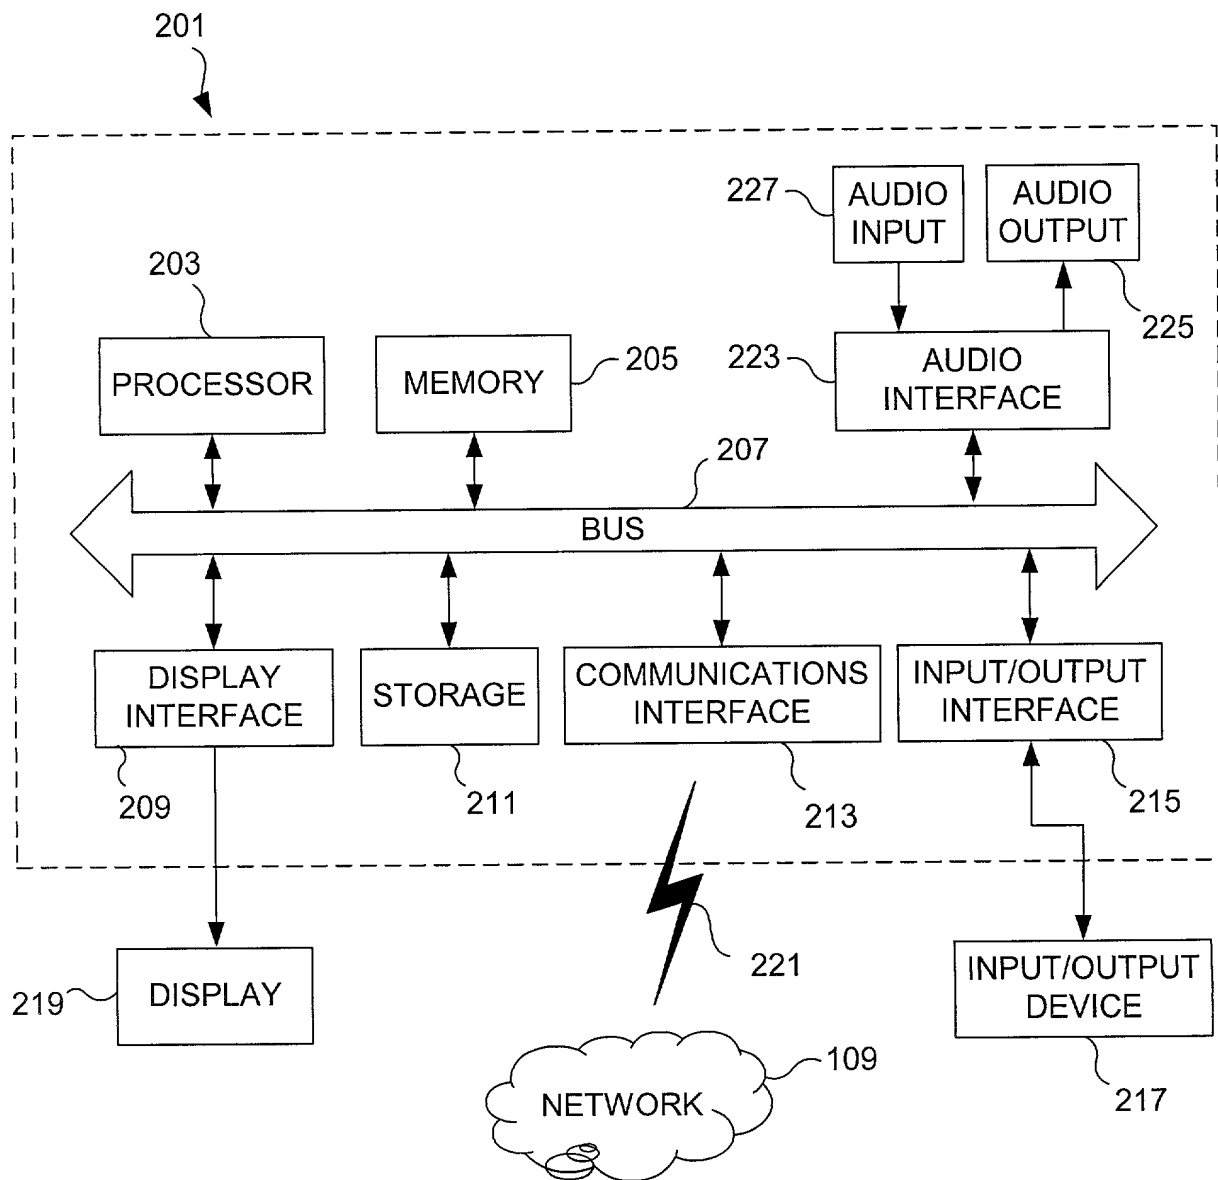 201
227
AUDIO
INPUT
AUDIO
OUTPUT
225
203
PROCESSOR
MEMORY
205
223
AUDIO
INTERFACE
207
BUS
DISPLAY
INTERFACE
209
STORAGE
211
COMMUNICATIONS
INTERFACE
213
INPUT/OUTPUT
INTERFACE
215
221
219
DISPLAY
INPUT/OUTPUT
DEVICE
217
109
NETWORK